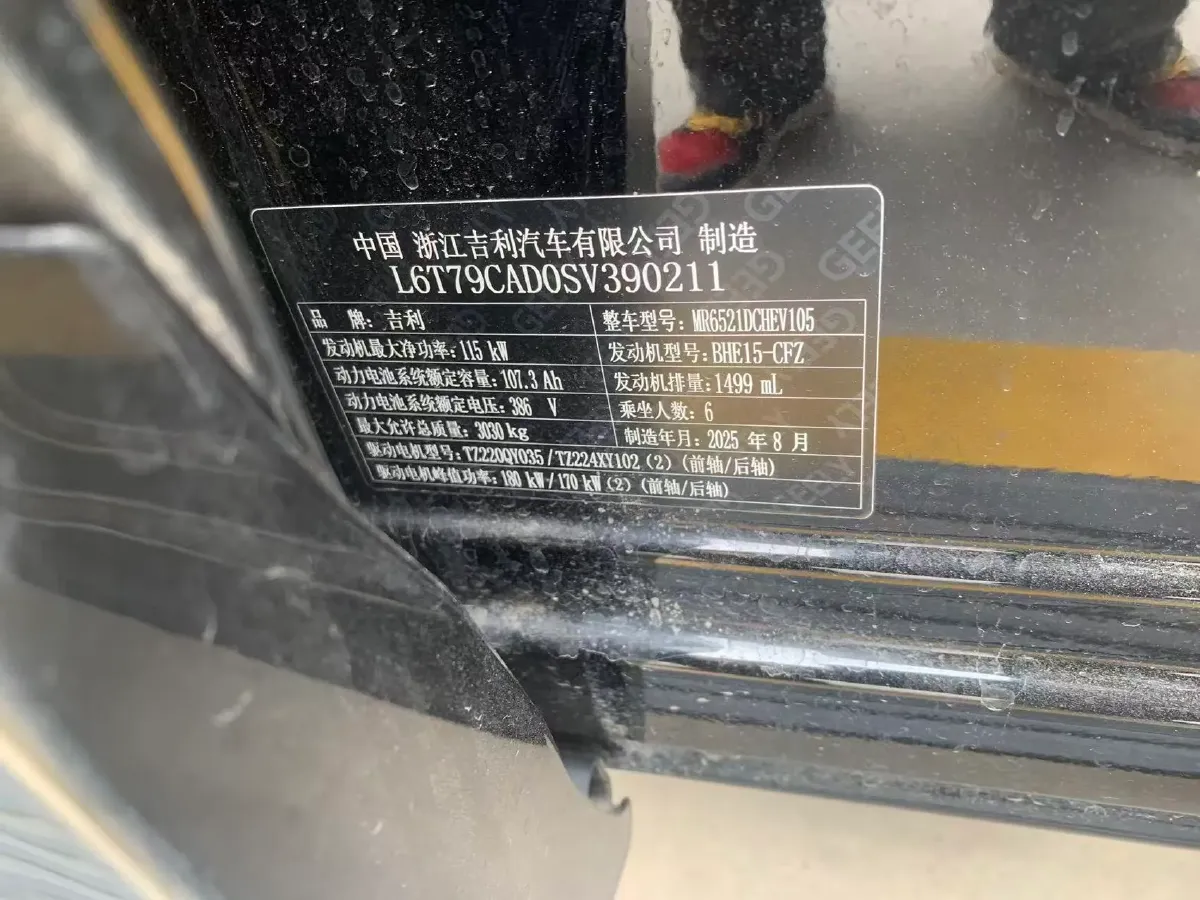 中国 浙江吉利汽车有限公司 制造
L6T79CAD0SV390211
品 牌: 吉利 整车型号: MR6521DCHEV105
发动机最大净功率: 115 kW 发动机型号: BHE15-CFZ
动力电池系统额定容量: 107.3 Ah 发动机排量: 1499 mL
动力电池系统额定电压: 386 V 乘坐人数: 6
最大允许总质量: 3030 kg 制造年月: 2025 年 8 月
驱动电机型号: TZ220QY035 / TZ224XY102 (2) (前轴/后轴)
驱动电机峰值功率: 180 kW / 170 kW (2) (前轴/后轴)